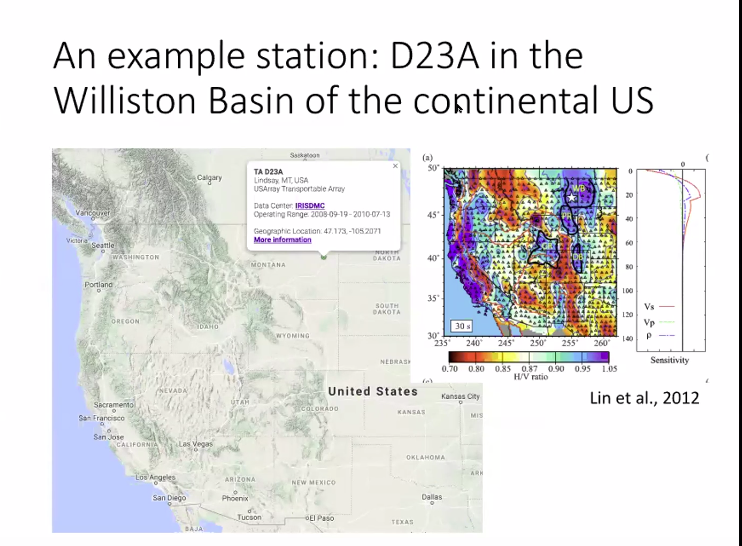 An example station: D23A in the
Williston Basin of the continental US
Saskatoon
Calgary
Vancouver
Victoria
Seattle
WASHINGTON
Portland
OREGON
IDAHO
MONTANA
NORTH
DAKOTA
SOUTH
DAKOTA
WYOMING
NEBRASK
NEVADA
UTAH
United States
COLORADO
KANSAS
Kansas City
MIS
Sacramento
San Francisco
San Jose
CALIFORNIA
Las Vegas
Los Angeles
San Diego
ARIZONA
Phoenix
Tucson
NEW MEXICO
OKLAHOMA
ARK
El Paso
Dallas
TEXAS
BAJA
TA D23A
Lindsay, MT, USA
USArray Transportable Array
Data Center: IRISDMC
Operating Range: 2008-09-19 - 2010-07-13
Geographic Location: 47.173, -105.2071
More information
(a)
50°
45°
40°
35°
30°
235° 240° 245° 250° 255° 260°
WB
30 s
0.70 0.80 0.85 0.87 0.90 0.95 1.05
H/V ratio
0
0
20
40
60
80
100
120
140
Vs
Vp
ρ
Sensitivity
Lin et al., 2012